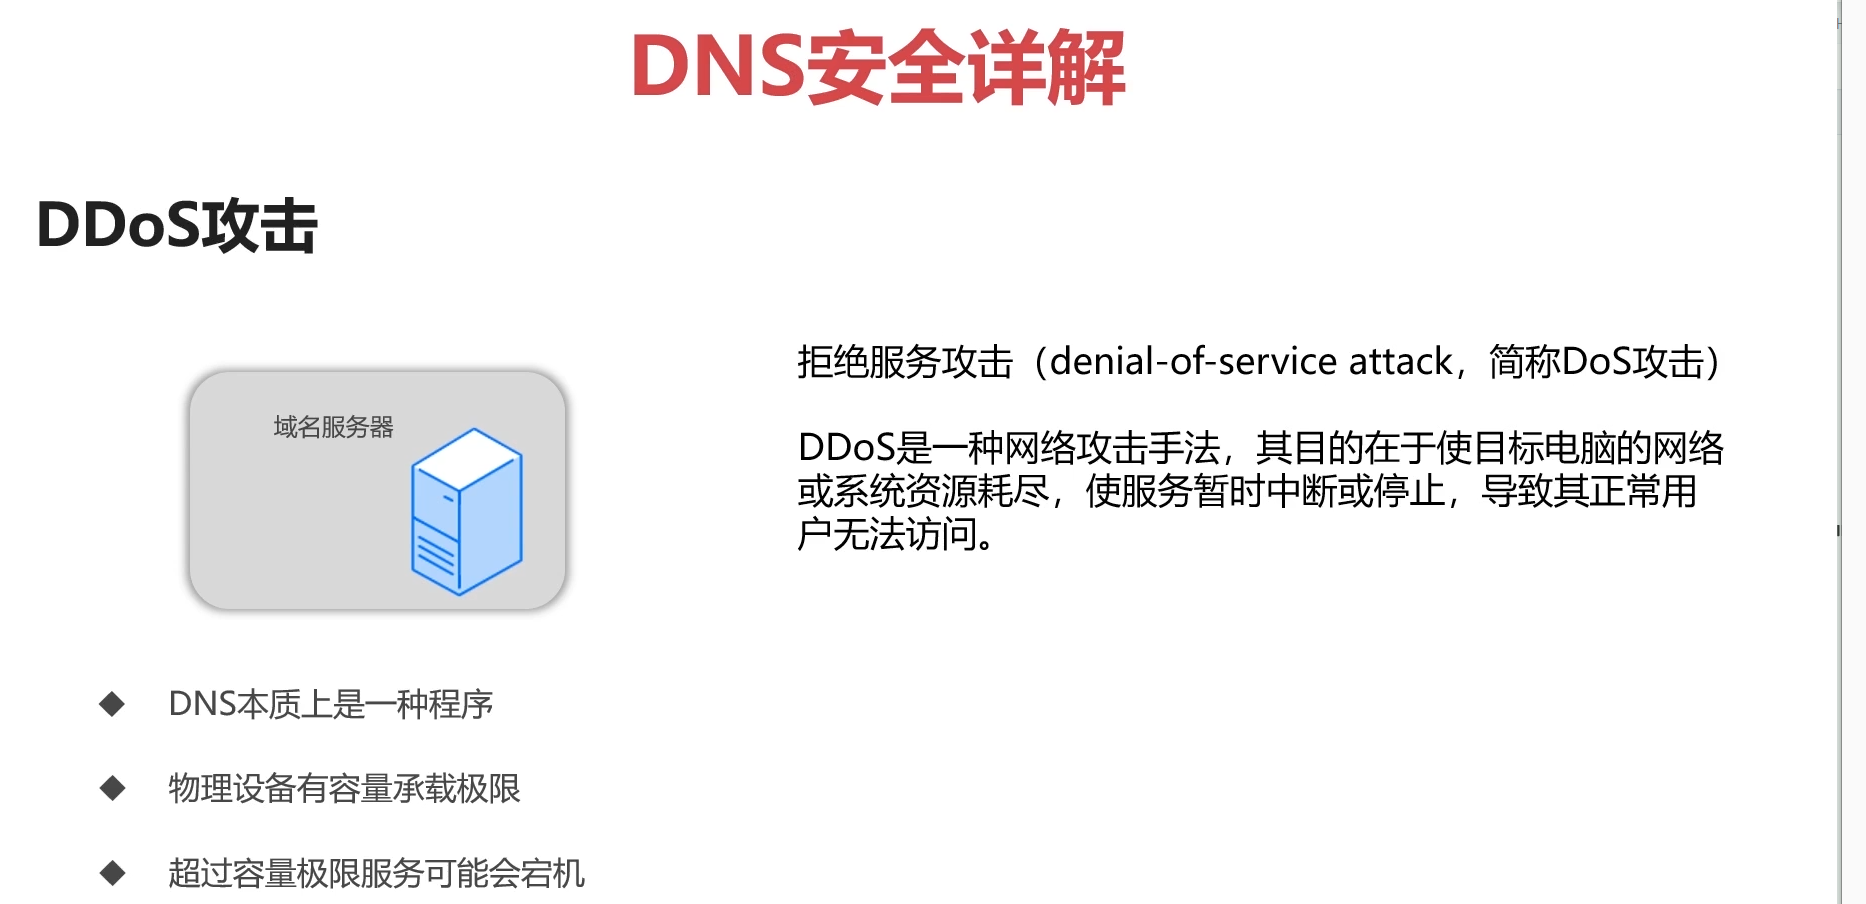 DNS安全详解
DDoS攻击
域名服务器
DNS本质上是一种程序
物理设备有容量承载极限
超过容量极限服务可能会宕机
拒绝服务攻击（denial-of-service attack，简称DoS攻击）
DDoS是一种网络攻击手法，其目的在于使目标电脑的网络
或系统资源耗尽，使服务暂时中断或停止，导致其正常用
户无法访问。